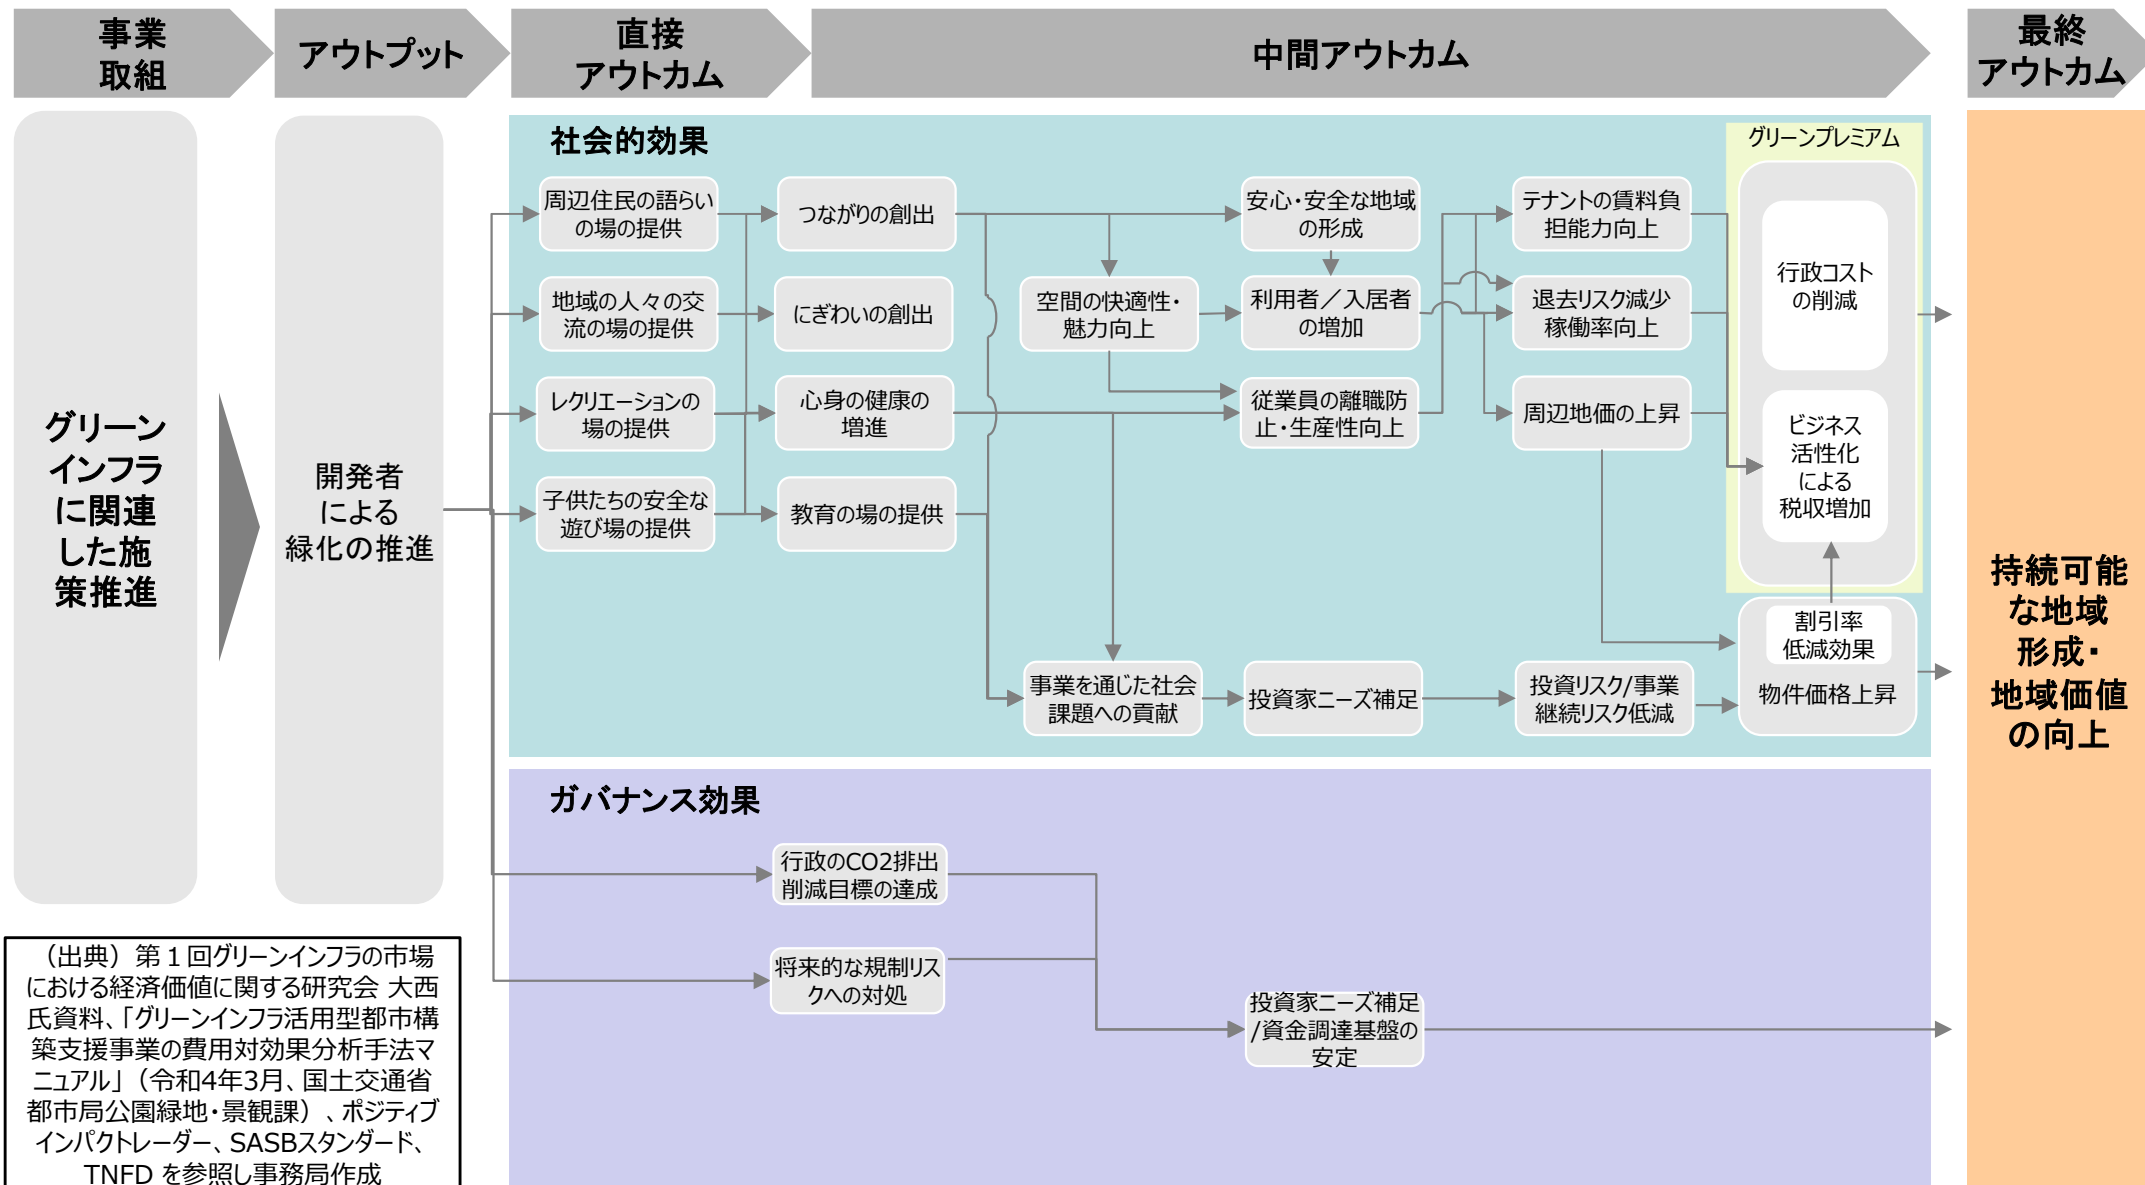 事業
取組
アウトプット
直接
アウトカム
中間アウトカム
最終
アウトカム
グリーン
インフラ
に関連
した施
策推進
開発者
による
緑化の推進
社会的効果
周辺住民の語らい
の場の提供
地域の人々の交
流の場の提供
レクリエーションの
場の提供
子供たちの安全な
遊び場の提供
つながりの創出
にぎわいの創出
心身の健康の
増進
教育の場の提供
空間の快適性・
魅力向上
事業を通じた社会
課題への貢献
安心・安全な地域
の形成
利用者／入居者
の増加
従業員の離職防
止・生産性向上
投資家ニーズ補足
テナントの賃料負
担能力向上
退去リスク減少
稼働率向上
周辺地価の上昇
投資リスク/事業
継続リスク低減
グリーンプレミアム
行政コスト
の削減
ビジネス
活性化
による
税収増加
割引率
低減効果
物件価格上昇
ガバナンス効果
行政のCO2排出
削減目標の達成
将来的な規制リス
クへの対処
投資家ニーズ補足
/資金調達基盤の
安定
持続可能
な地域
形成・
地域価値
の向上
（出典）第１回グリーンインフラの市場
における経済価値に関する研究会 大西
氏資料、「グリーンインフラ活用型都市構
築支援事業の費用対効果分析手法マ
ニュアル」（令和4年3月、国土交通省
都市局公園緑地・景観課）、ポジティブ
インパクトレーダー、SASBスタンダード、
TNFD を参照し事務局作成